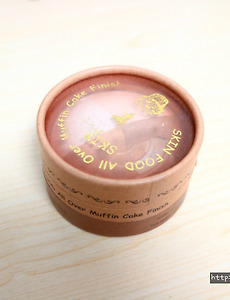 SKIN FOOD All Over Muffin Cake Finish
SKIN
All Over Muffin Cake Finish
http